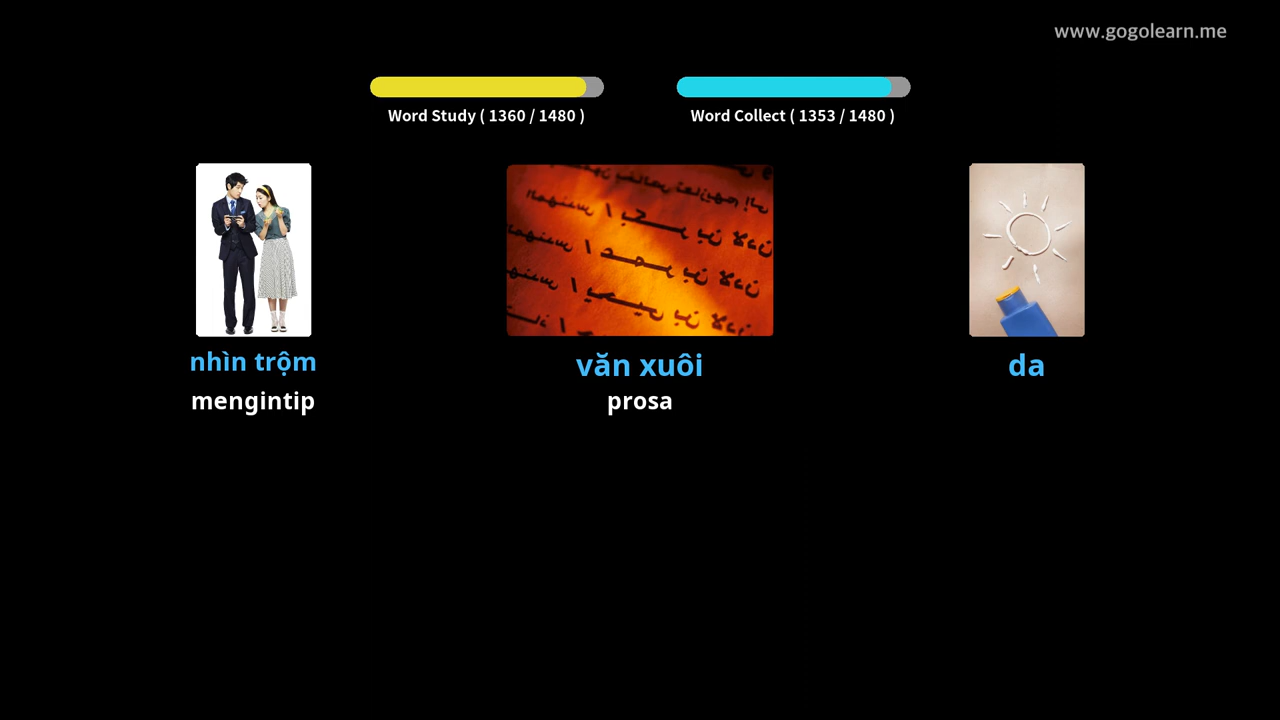 www.gogolearn.me
Word Study ( 1360 / 1480 )
Word Collect ( 1353 / 1480 )
nhìn trộm
mengintip
văn xuôi
prosa
da